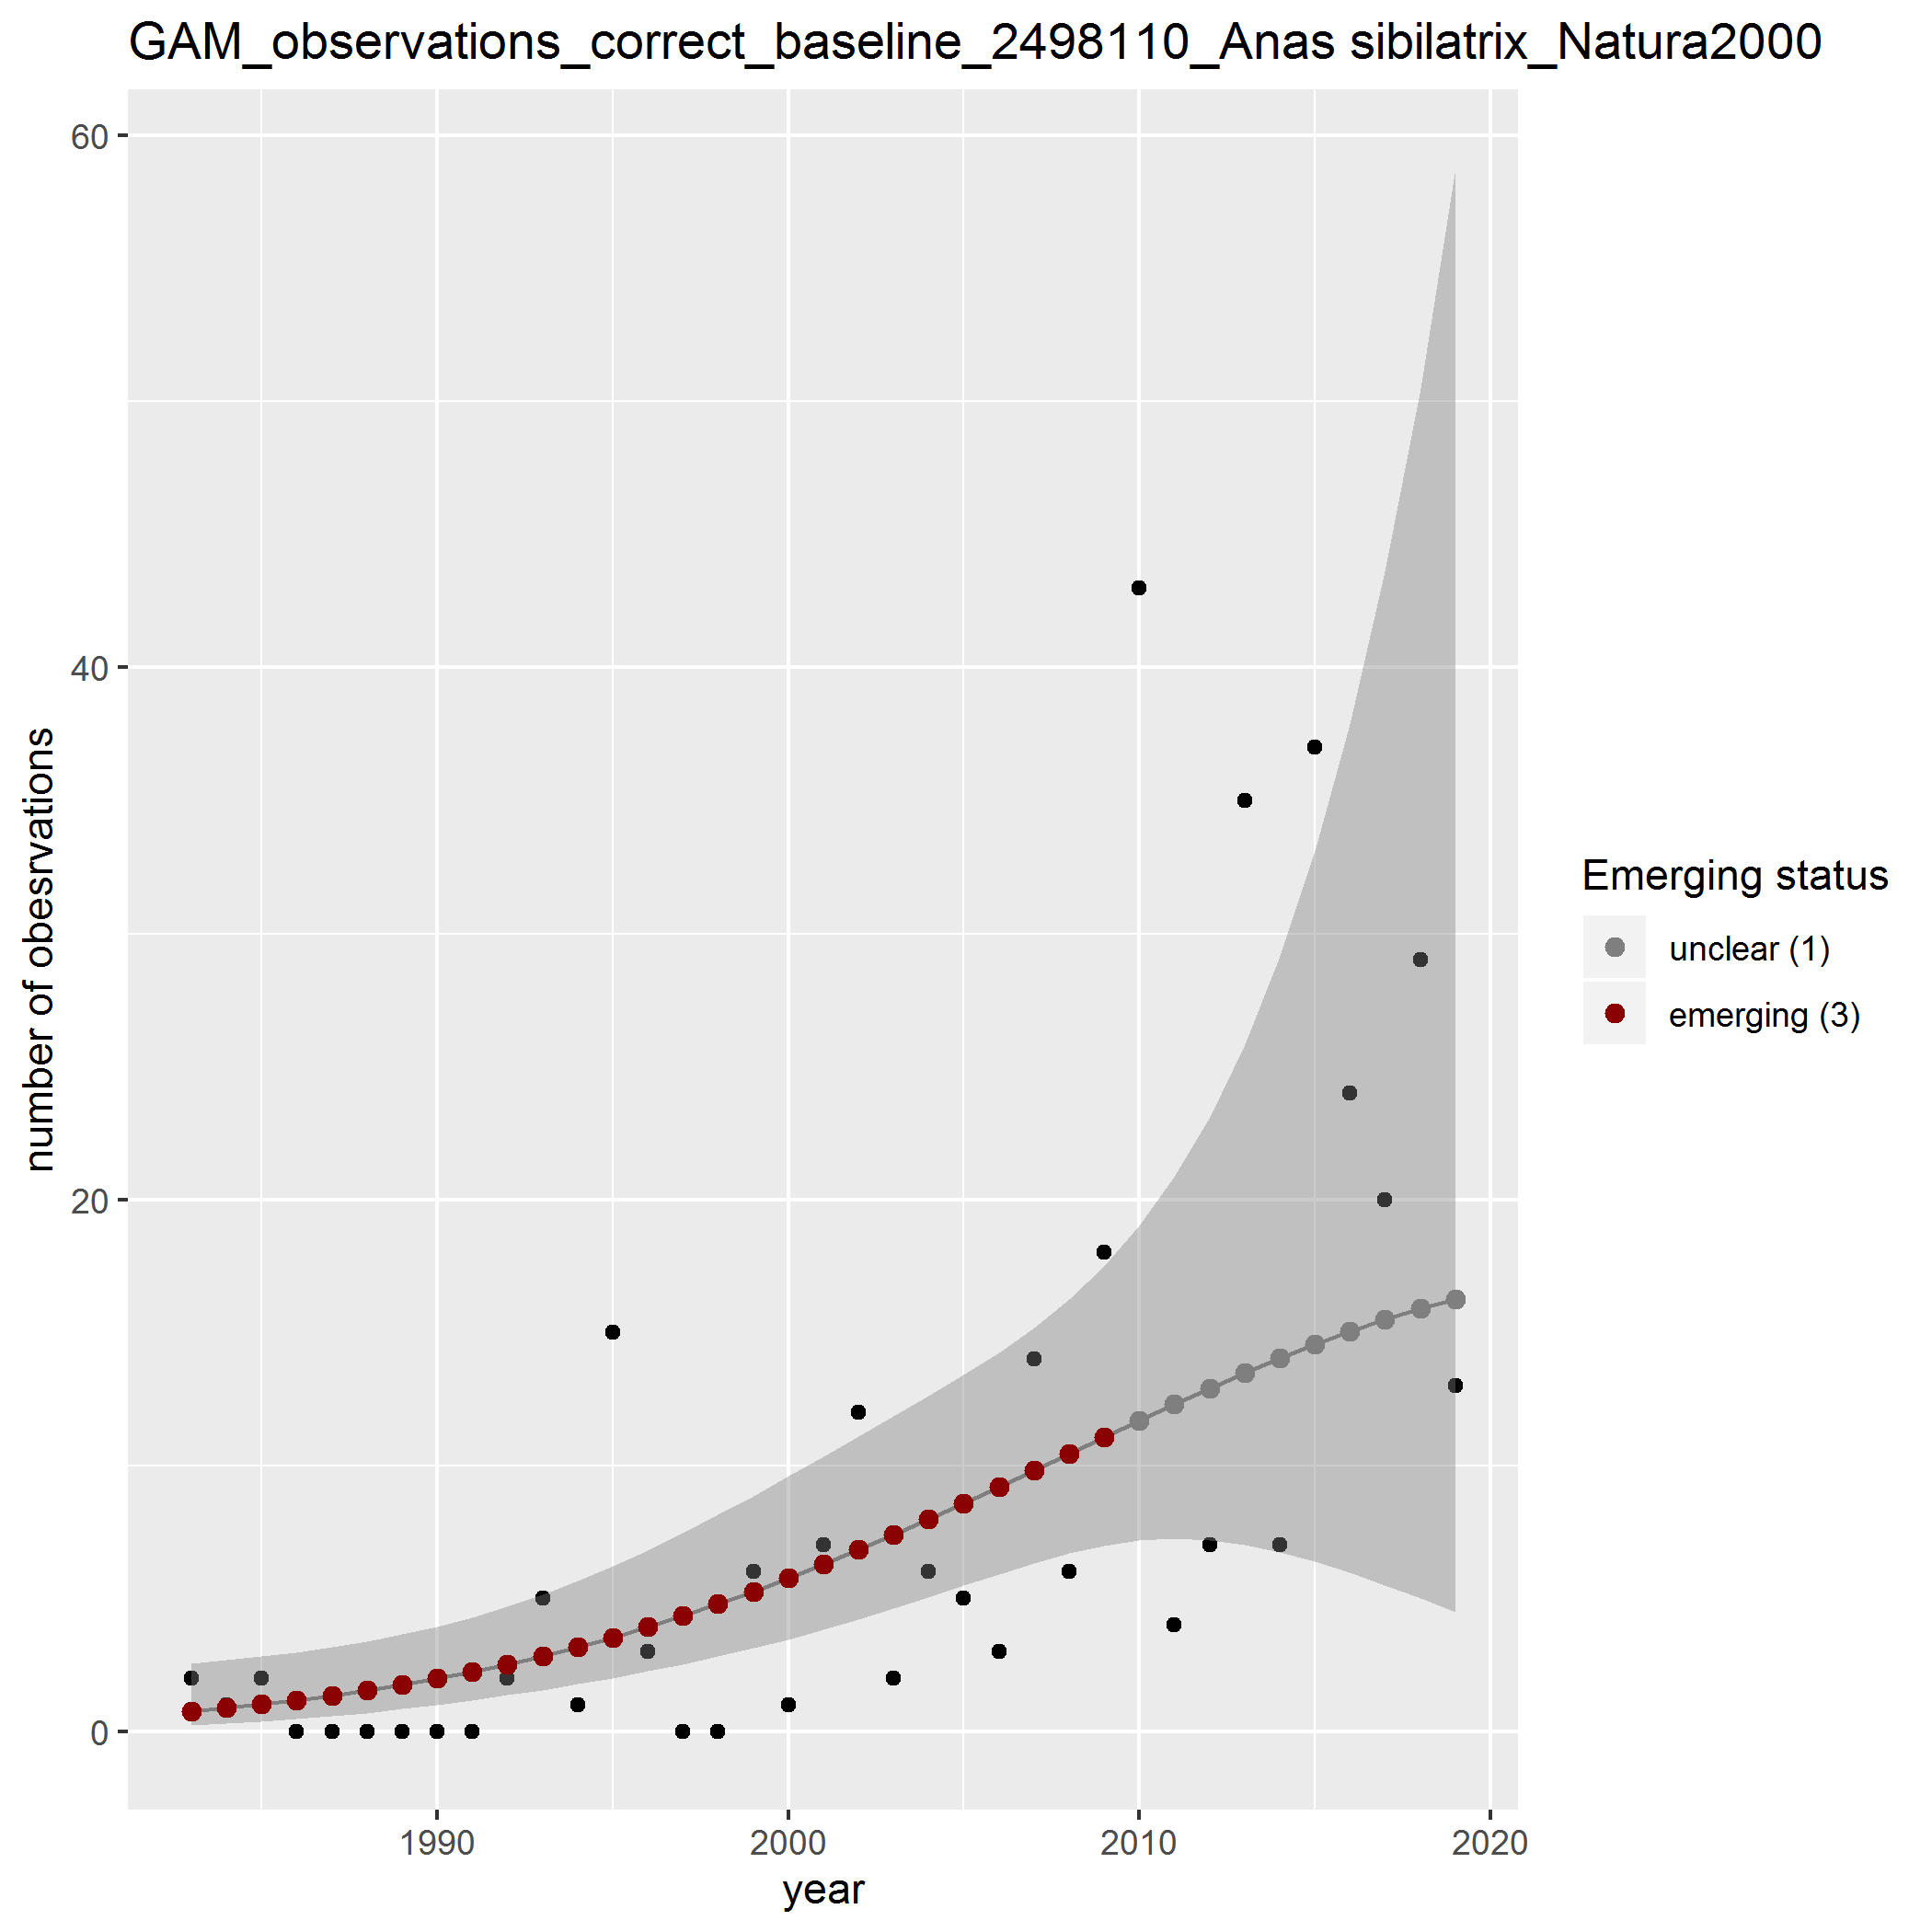 GAM_observations_correct_baseline_2498110_Anas sibilatrix_Natura2000
60
40
20
0
number of obesrvations
1990
2000
2010
2020
year
Emerging status
unclear (1)
emerging (3)